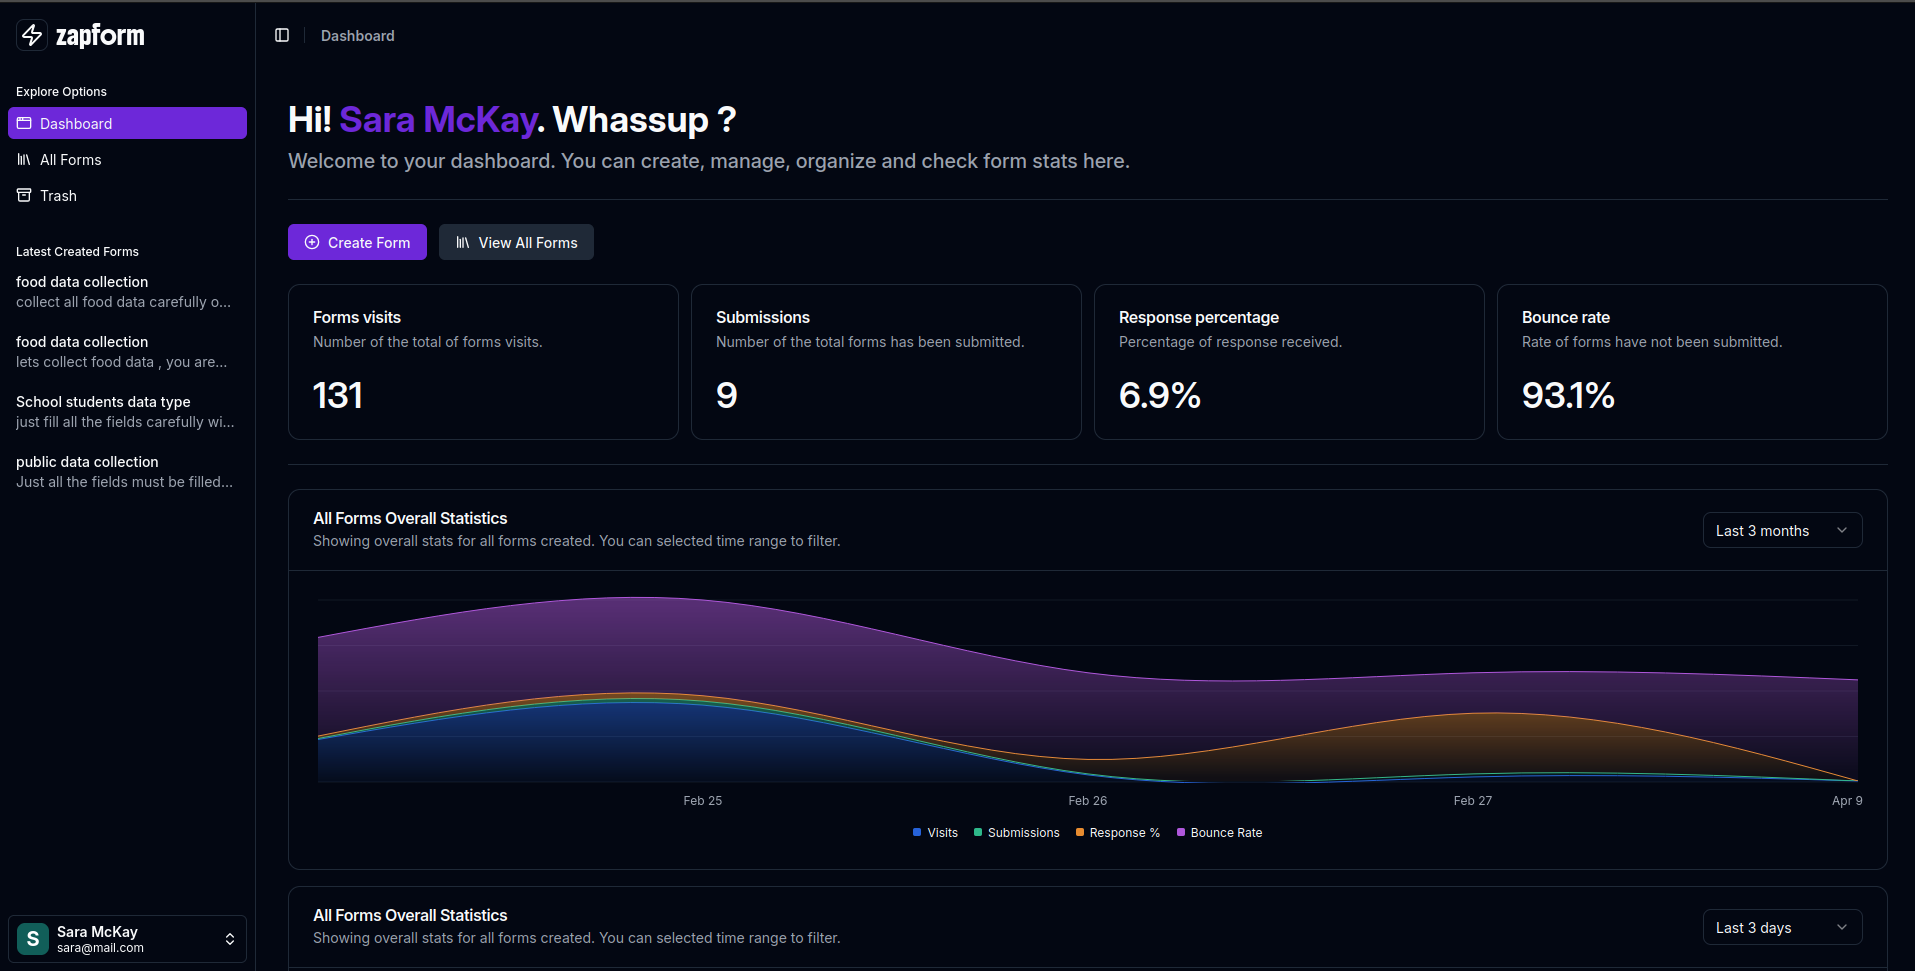 zapform
Dashboard
Explore Options
Dashboard
All Forms
Trash
Latest Created Forms
food data collection
collect all food data carefully o...
food data collection
lets collect food data , you are...
School students data type
just fill all the fields carefully wi...
public data collection
Just all the fields must be filled...
S
Sara McKay
sara@mail.com
Hi! Sara McKay. Whassup ?
Welcome to your dashboard. You can create, manage, organize and check form stats here.
Create Form
View All Forms
Forms visits
Number of the total of forms visits.
131
Submissions
Number of the total forms has been submitted.
9
Response percentage
Percentage of response received.
6.9%
Bounce rate
Rate of forms have not been submitted.
93.1%
All Forms Overall Statistics
Showing overall stats for all forms created. You can selected time range to filter.
Last 3 months
Feb 25
Feb 26
Feb 27
Apr 9
Visits
Submissions
Response %
Bounce Rate
All Forms Overall Statistics
Showing overall stats for all forms created. You can selected time range to filter.
Last 3 days